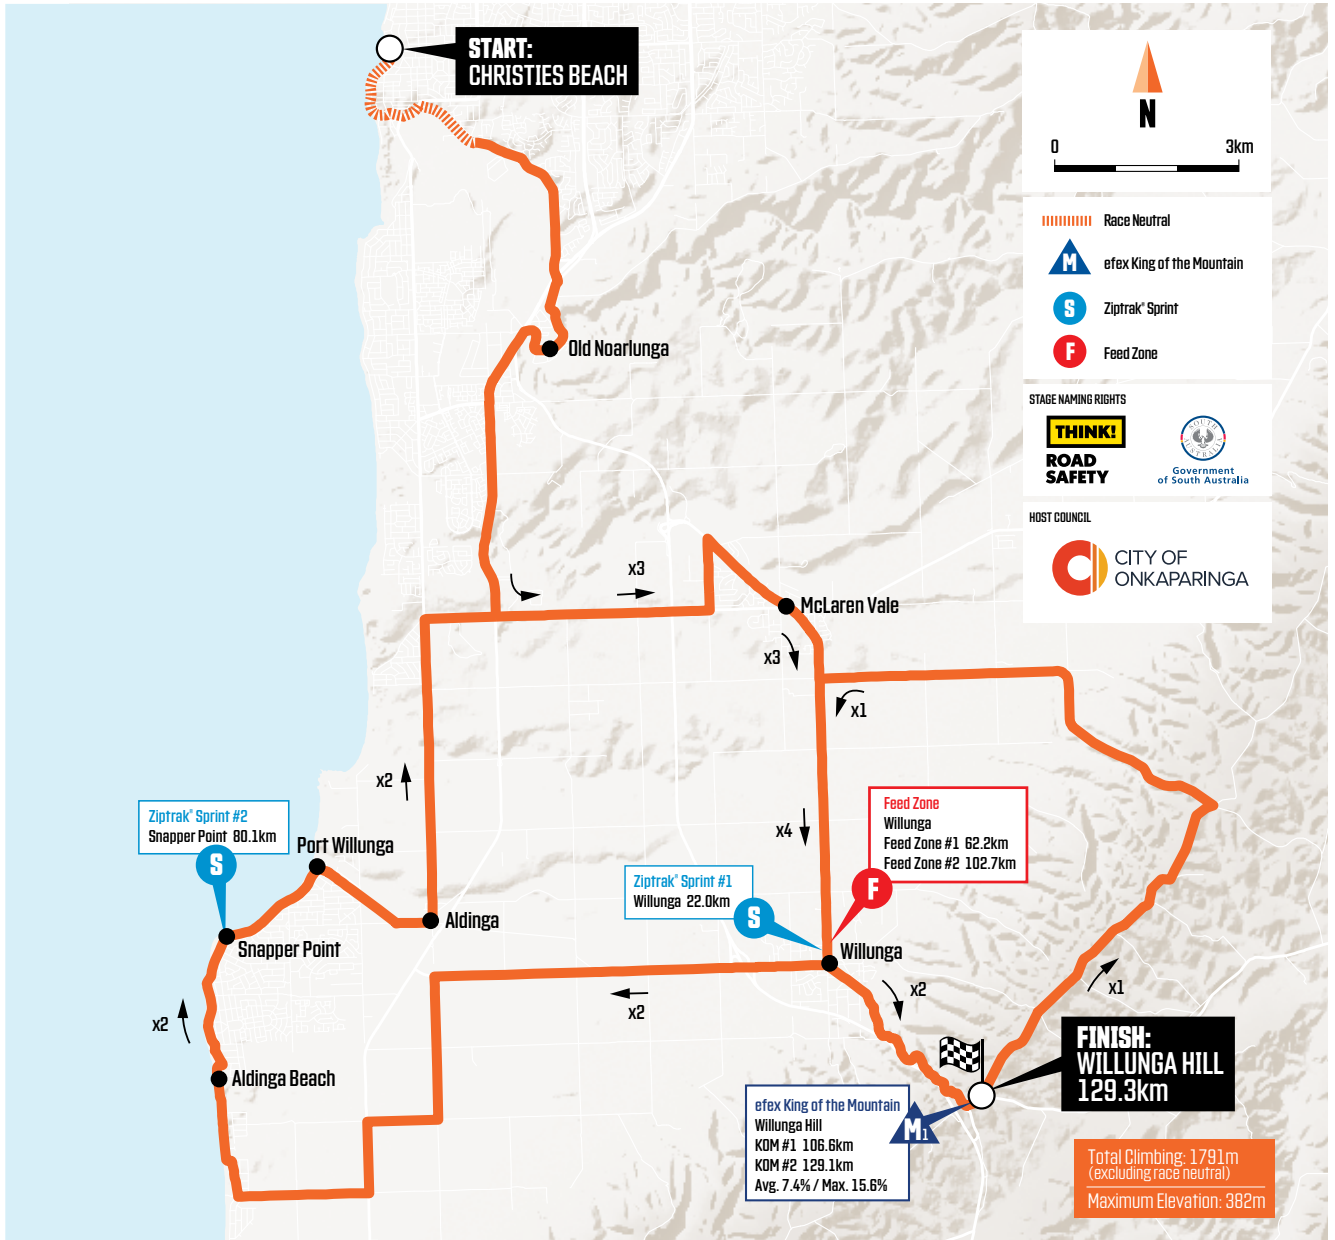 START:
CHRISTIES BEACH
N
0 3km
Race Neutral
M efex King of the Mountain
S Ziptrak® Sprint
F Feed Zone
STAGE NAMING RIGHTS
THINK!
ROAD
SAFETY
SOUTH AUSTRALIA
Government
of South Australia
HOST COUNCIL
CITY OF
ONKAPARINGA
Old Noarlunga
x3
McLaren Vale
x3
x1
x2
x4
Ziptrak® Sprint #2
Snapper Point 80.1km
S
Port Willunga
Aldinga
Snapper Point
Feed Zone
Willunga
Feed Zone #1 62.2km
Feed Zone #2 102.7km
F
Ziptrak® Sprint #1
Willunga 22.0km
S
Willunga
x2
x2
x1
x2
Aldinga Beach
FINISH:
WILLUNGA HILL
129.3km
efex King of the Mountain
Willunga Hill
KOM #1 106.6km
KOM #2 129.1km
Avg. 7.4% / Max. 15.6%
M1
Total Climbing: 1791m
(excluding race neutral)
Maximum Elevation: 382m